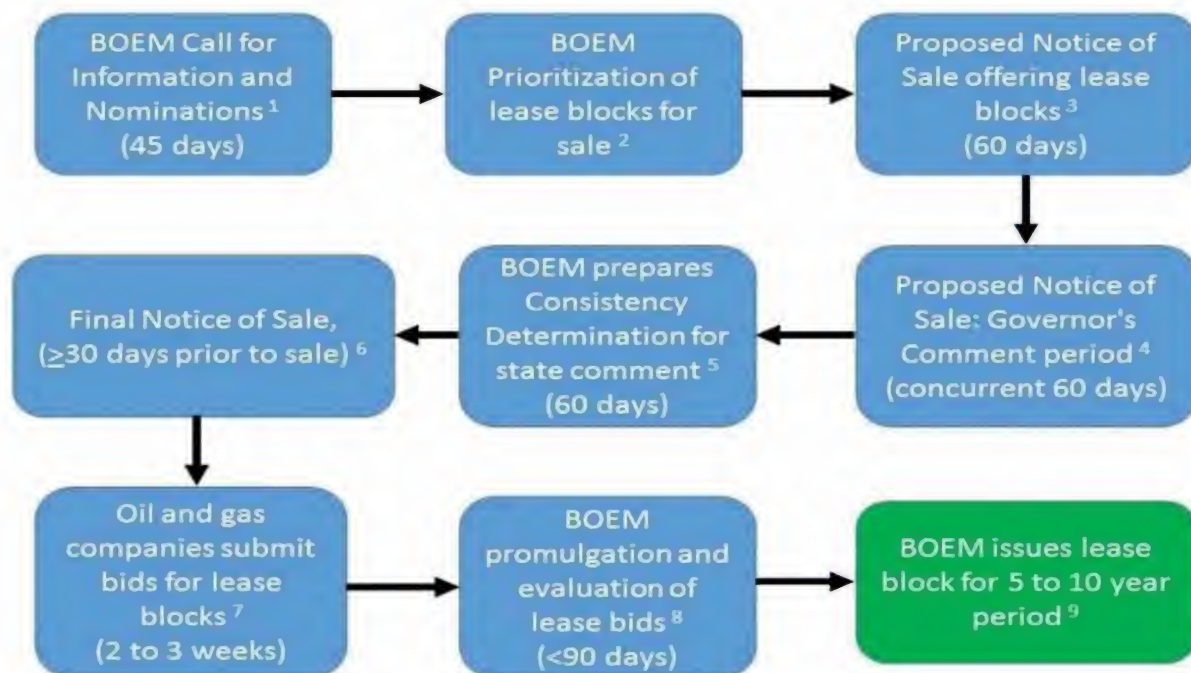 BOEM Call for
Information and
Nominations 1
(45 days)
BOEM
Prioritization of
lease blocks for
sale 2
Proposed Notice of
Sale offering lease
blocks 3
(60 days)
Proposed Notice of
Sale: Governor's
Comment period 4
(concurrent 60 days)
BOEM prepares
Consistency
Determination for
state comment 5
(60 days)
Final Notice of Sale,
(≥30 days prior to sale) 6
Oil and gas
companies submit
bids for lease
blocks 7
(2 to 3 weeks)
BOEM
promulgation and
evaluation of
lease bids 8
(<90 days)
BOEM issues lease
block for 5 to 10 year
period 9